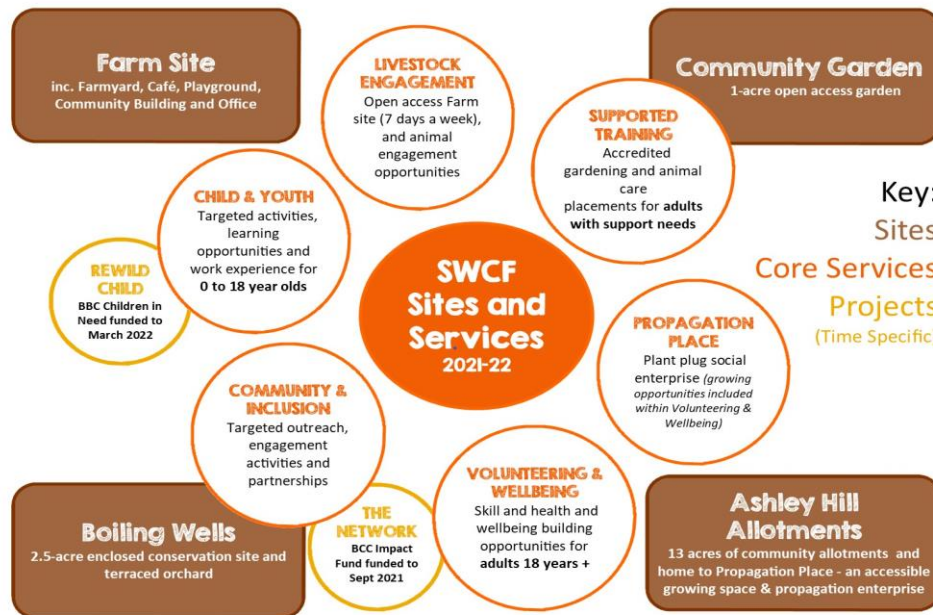 Farm Site
inc. Farmyard, Café, Playground,
Community Building and Office
LIVESTOCK
ENGAGEMENT
Open access Farm
site (7 days a week),
and animal
engagement
opportunities
Community Garden
1-acre open access garden
SUPPORTED
TRAINING
Accredited
gardening and animal
care
placements for adults
with support needs
CHILD & YOUTH
Targeted activities,
learning
opportunities and
work experience for
0 to 18 year olds
Key:
Sites
Core Services
Projects
(Time Specific)
REWILD
CHILD
BBC Children in
Need funded to
March 2022
SWCF
Sites and
Services
2021-22
PROPAGATION
PLACE
Plant plug social
enterprise (growing
opportunities included
within Volunteering &
Wellbeing)
COMMUNITY &
INCLUSION
Targeted outreach,
engagement
activities and
partnerships
VOLUNTEERING &
WELLBEING
Skill and health and
wellbeing building
opportunities for
adults 18 years +
THE
NETWORK
BCC Impact
Fund funded to
Sept 2021
Boiling Wells
2.5-acre enclosed conservation site and
terraced orchard
Ashley Hill
Allotments
13 acres of community allotments and
home to Propagation Place - an accessible
growing space & propagation enterprise